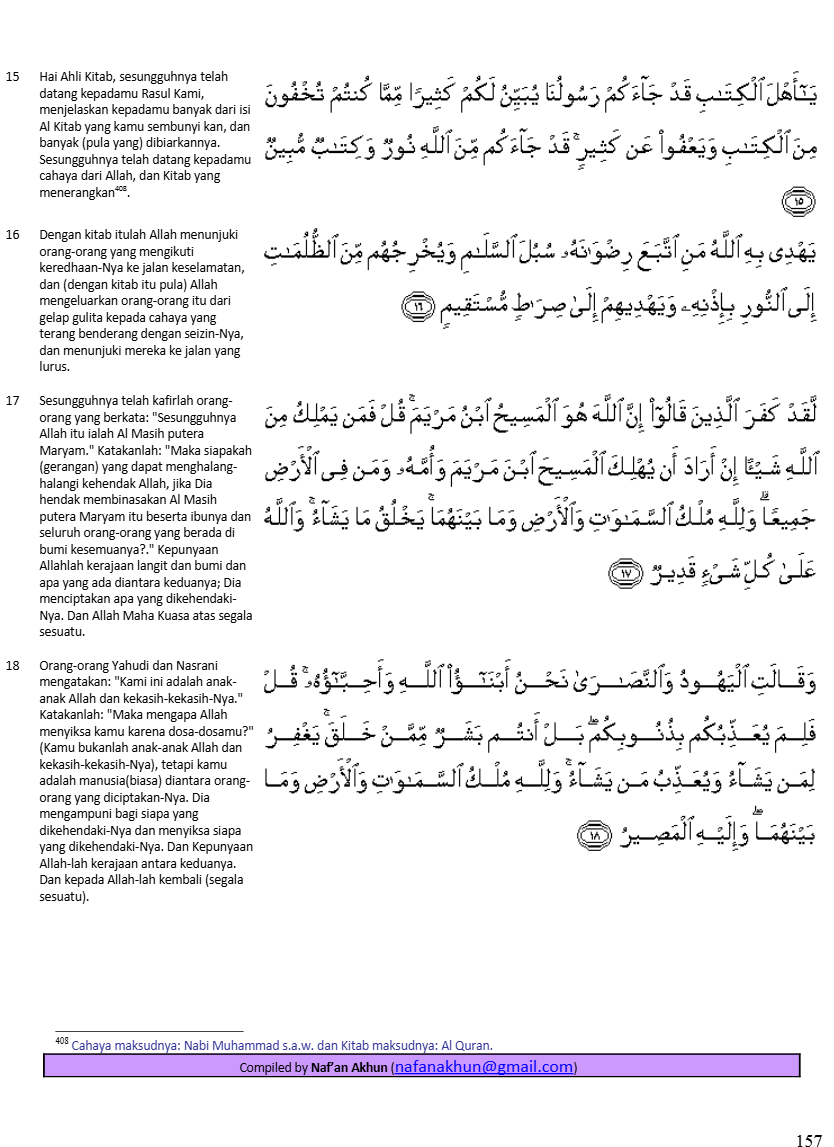 15 Hai Ahli Kitab, sesungguhnya telah
datang kepadamu Rasul Kami,
menjelaskan kepadamu banyak dari isi
Al Kitab yang kamu sembunyi kan, dan
banyak (pula yang) dibiarkannya.
Sesungguhnya telah datang kepadamu
cahaya dari Allah, dan Kitab yang
menerangkan⁴⁰⁸.
يَـٰٓأَهْلَ ٱلْكِتَـٰبِ قَدْ جَآءَكُمْ رَسُولُنَا يُبَيِّنُ لَكُمْ كَثِيرًا مِّمَّا كُنتُمْ تُخْفُونَ
مِنَ ٱلْكِتَـٰبِ وَيَعْفُوا۟ عَن كَثِيرٍ ۚ قَدْ جَآءَكُم مِّنَ ٱللَّهِ نُورٌ وَكِتَـٰبٌ مُّبِينٌ
١٥
16 Dengan kitab itulah Allah menunjuki
orang-orang yang mengikuti
keredhaan-Nya ke jalan keselamatan,
dan (dengan kitab itu pula) Allah
mengeluarkan orang-orang itu dari
gelap gulita kepada cahaya yang
terang benderang dengan seizin-Nya,
dan menunjuki mereka ke jalan yang
lurus.
يَهْدِى بِهِ ٱللَّهُ مَنِ ٱتَّبَعَ رِضْوَٰنَهُۥ سُبُلَ ٱلسَّلَـٰمِ وَيُخْرِجُهُم مِّنَ ٱلظُّلُمَـٰتِ
إِلَى ٱلنُّورِ بِإِذْنِهِۦ وَيَهْدِيهِمْ إِلَىٰ صِرَٰطٍ مُّسْتَقِيمٍ ١٦
17 Sesungguhnya telah kafirlah orang-
orang yang berkata: "Sesungguhnya
Allah itu ialah Al Masih putera
Maryam." Katakanlah: "Maka siapakah
(gerangan) yang dapat menghalang-
halangi kehendak Allah, jika Dia
hendak membinasakan Al Masih
putera Maryam itu beserta ibunya dan
seluruh orang-orang yang berada di
bumi kesemuanya?." Kepunyaan
Allahlah kerajaan langit dan bumi dan
apa yang ada diantara keduanya; Dia
menciptakan apa yang dikehendaki-
Nya. Dan Allah Maha Kuasa atas segala
sesuatu.
لَّقَدْ كَفَرَ ٱلَّذِينَ قَالُوٓا۟ إِنَّ ٱللَّهَ هُوَ ٱلْمَسِيحُ ٱبْنُ مَرْيَمَ ۚ قُلْ فَمَن يَمْلِكُ مِنَ
ٱللَّهِ شَيْـًٔا إِنْ أَرَادَ أَن يُهْلِكَ ٱلْمَسِيحَ ٱبْنَ مَرْيَمَ وَأُمَّهُۥ وَمَن فِى ٱلْأَرْضِ
جَمِيعًا ۗ وَلِلَّهِ مُلْكُ ٱلسَّمَـٰوَٰتِ وَٱلْأَرْضِ وَمَا بَيْنَهُمَا ۚ يَخْلُقُ مَا يَشَآءُ ۚ وَٱللَّهُ
عَلَىٰ كُلِّ شَىْءٍ قَدِيرٌ ١٧
18 Orang-orang Yahudi dan Nasrani
mengatakan: "Kami ini adalah anak-
anak Allah dan kekasih-kekasih-Nya."
Katakanlah: "Maka mengapa Allah
menyiksa kamu karena dosa-dosamu?"
(Kamu bukanlah anak-anak Allah dan
kekasih-kekasih-Nya), tetapi kamu
adalah manusia(biasa) diantara orang-
orang yang diciptakan-Nya. Dia
mengampuni bagi siapa yang
dikehendaki-Nya dan menyiksa siapa
yang dikehendaki-Nya. Dan Kepunyaan
Allah-lah kerajaan antara keduanya.
Dan kepada Allah-lah kembali (segala
sesuatu).
وَقَالَتِ ٱلْيَهُودُ وَٱلنَّصَـٰرَىٰ نَحْنُ أَبْنَـٰٓؤُا۟ ٱللَّهِ وَأَحِبَّـٰٓؤُهُۥ ۚ قُلْ
فَلِمَ يُعَذِّبُكُم بِذُنُوبِكُم ۖ بَلْ أَنتُم بَشَرٌ مِّمَّنْ خَلَقَ ۚ يَغْفِرُ
لِمَن يَشَآءُ وَيُعَذِّبُ مَن يَشَآءُ ۚ وَلِلَّهِ مُلْكُ ٱلسَّمَـٰوَٰتِ وَٱلْأَرْضِ وَمَا
بَيْنَهُمَا ۖ وَإِلَيْهِ ٱلْمَصِيرُ ١٨
⁴⁰⁸ Cahaya maksudnya: Nabi Muhammad s.a.w. dan Kitab maksudnya: Al Quran.
Compiled by Naf'an Akhun (nafanakhun@gmail.com)
157